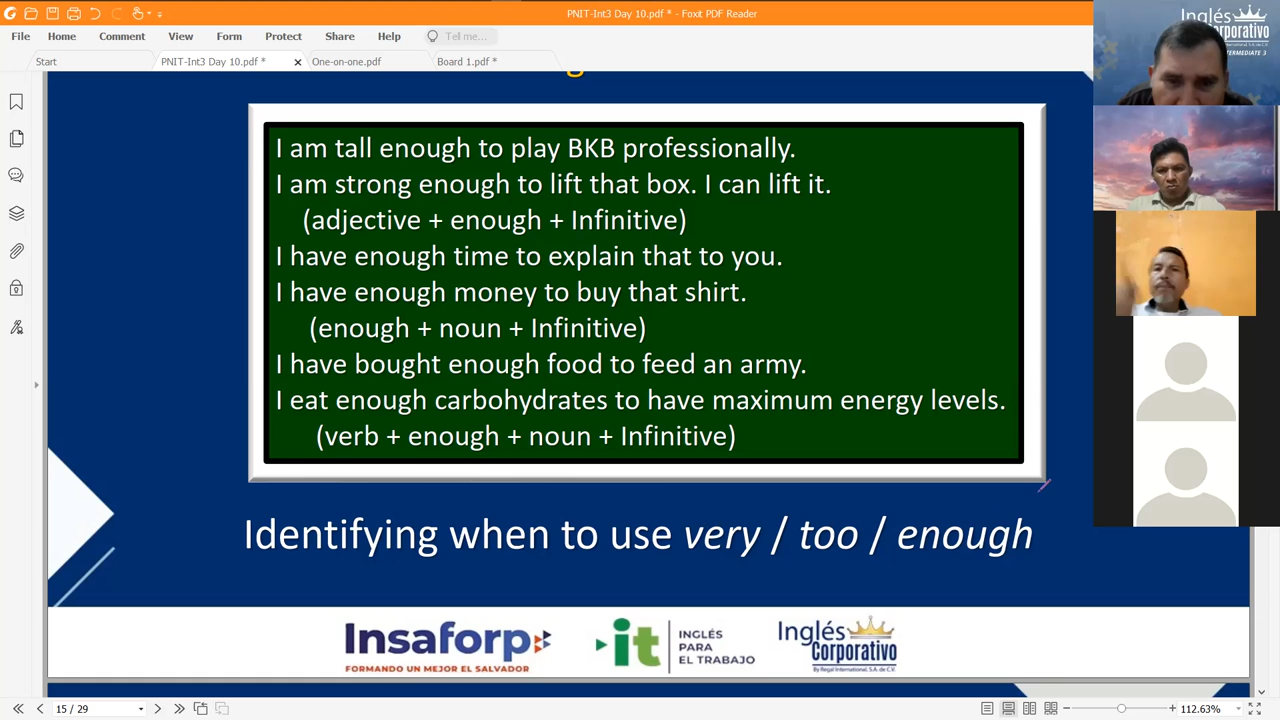 PNIT-Int3 Day 10.pdf * - Foxit PDF Reader
File Home Comment View Form Protect Share Help Tell me...
Start PNIT-Int3 Day 10.pdf * One-on-one.pdf Board 1.pdf *
Inglés
Corporativo
INTERMEDIATE 3
I am tall enough to play BKB professionally.
I am strong enough to lift that box. I can lift it.
(adjective + enough + Infinitive)
I have enough time to explain that to you.
I have enough money to buy that shirt.
(enough + noun + Infinitive)
I have bought enough food to feed an army.
I eat enough carbohydrates to have maximum energy levels.
(verb + enough + noun + Infinitive)
Identifying when to use very / too / enough
Insaforp
FORMANDO UN MEJOR EL SALVADOR
it
INGLÉS
PARA
EL TRABAJO
Inglés
Corporativo
By Regal International, S.A. de C.V.
15 / 29
112.63%